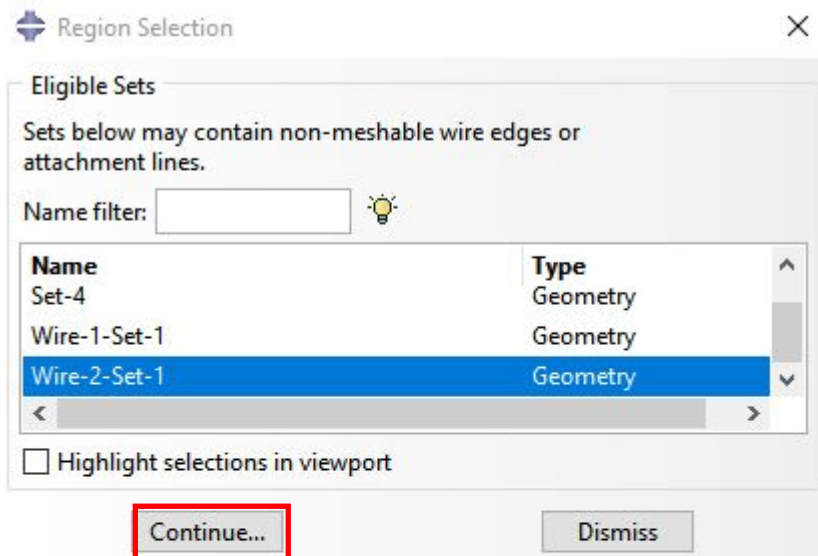 Region Selection
Eligible Sets
Sets below may contain non-meshable wire edges or
attachment lines.
Name filter:
Name Type
Set-4 Geometry
Wire-1-Set-1 Geometry
Wire-2-Set-1 Geometry
Highlight selections in viewport
Continue... Dismiss